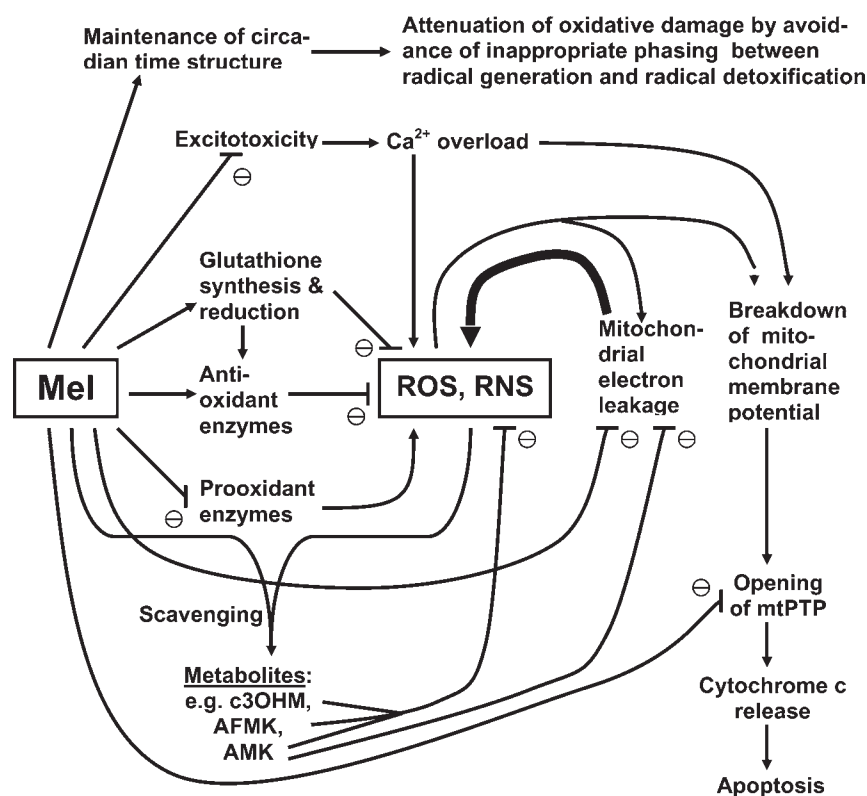 Maintenance of circa-
dian time structure
Attenuation of oxidative damage by avoid-
ance of inappropriate phasing between
radical generation and radical detoxification
Excitotoxicity
Ca²⁺ overload
⊖
Glutathione
synthesis &
reduction
⊖
Mel
Anti-
oxidant
enzymes
⊖
ROS, RNS
Mitochon-
drial
electron
leakage
Breakdown
of mito-
chondrial
membrane
potential
⊖
⊖
⊖
Prooxidant
enzymes
⊖
Scavenging
⊖
Opening
of mtPTP
Metabolites:
e.g. c3OHM,
AFMK,
AMK
Cytochrome c
release
Apoptosis